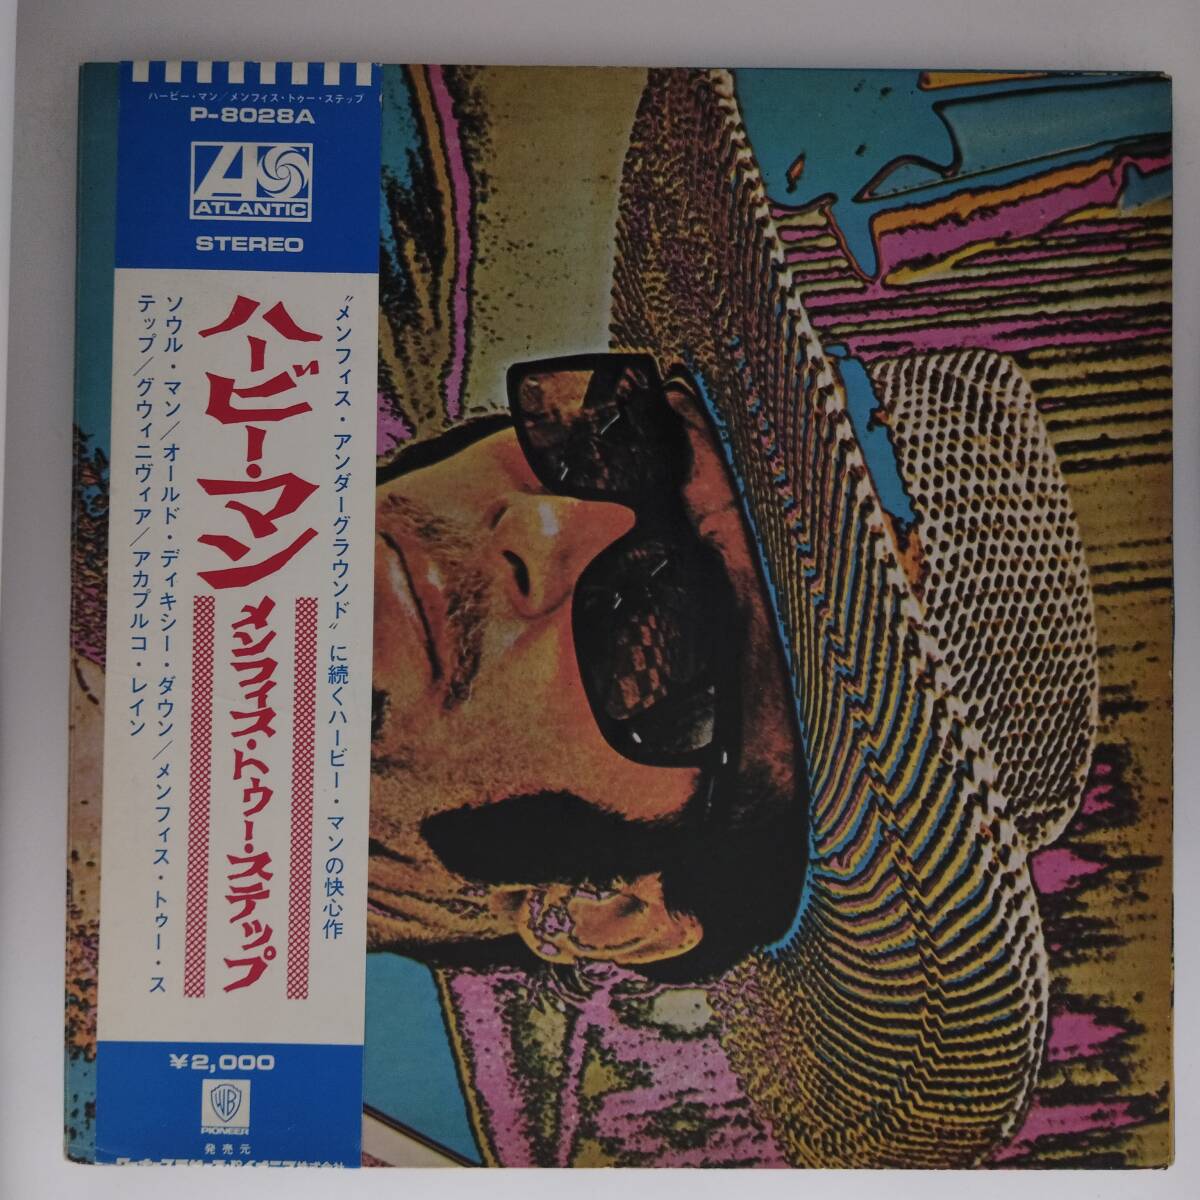 ハービー・マン/メンフィス・トゥー・ステップ
P-8028A
ATLANTIC
STEREO
"メンフィス・アンダーグラウンド"に続くハービー・マンの快心作
ハービー・マン
メンフィス・トゥー・ステップ
ソウル・マン/オールド・ディキシー・ダウン/メンフィス・トゥー・ス
テップ/グウィニヴィア/アカプルコ・レイン
¥2,000
WB
PIONEER
発売元